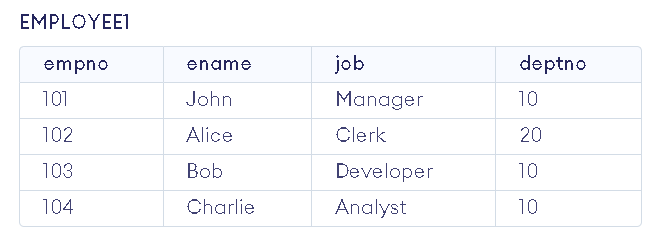 EMPLOYEE1
empno ename job deptno
101 John Manager 10
102 Alice Clerk 20
103 Bob Developer 10
104 Charlie Analyst 10